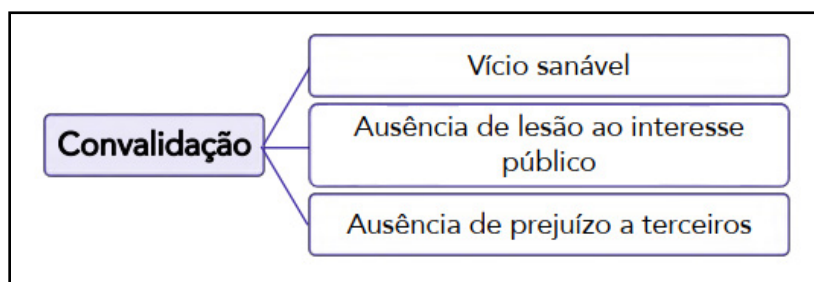 Convalidação
Vício sanável
Ausência de lesão ao interesse
público
Ausência de prejuízo a terceiros